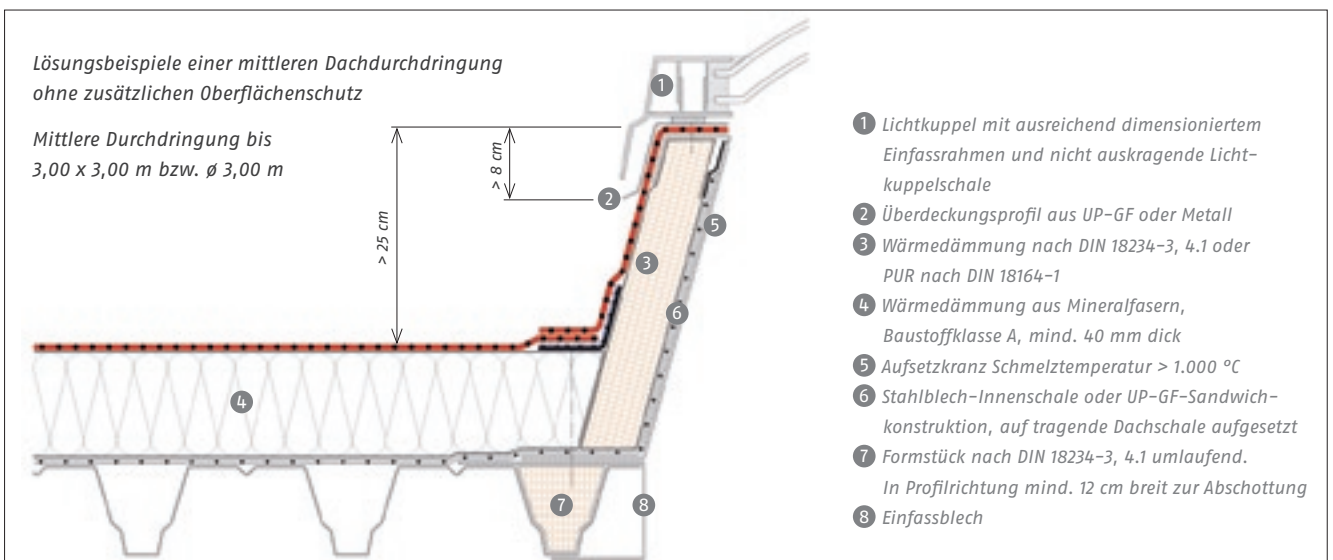 Lösungsbeispiele einer mittleren Dachdurchdringung
ohne zusätzlichen Oberflächenschutz
Mittlere Durchdringung bis
3,00 x 3,00 m bzw. ø 3,00 m
> 25 cm
> 8 cm
1
2
3
4
5
6
7
8
1 Lichtkuppel mit ausreichend dimensioniertem
Einfassrahmen und nicht auskragende Licht-
kuppelschale
2 Überdeckungsprofil aus UP-GF oder Metall
3 Wärmedämmung nach DIN 18234-3, 4.1 oder
PUR nach DIN 18164-1
4 Wärmedämmung aus Mineralfasern,
Baustoffklasse A, mind. 40 mm dick
5 Aufsetzkranz Schmelztemperatur > 1.000 °C
6 Stahlblech-Innenschale oder UP-GF-Sandwich-
konstruktion, auf tragende Dachschale aufgesetzt
7 Formstück nach DIN 18234-3, 4.1 umlaufend.
In Profilrichtung mind. 12 cm breit zur Abschottung
8 Einfassblech